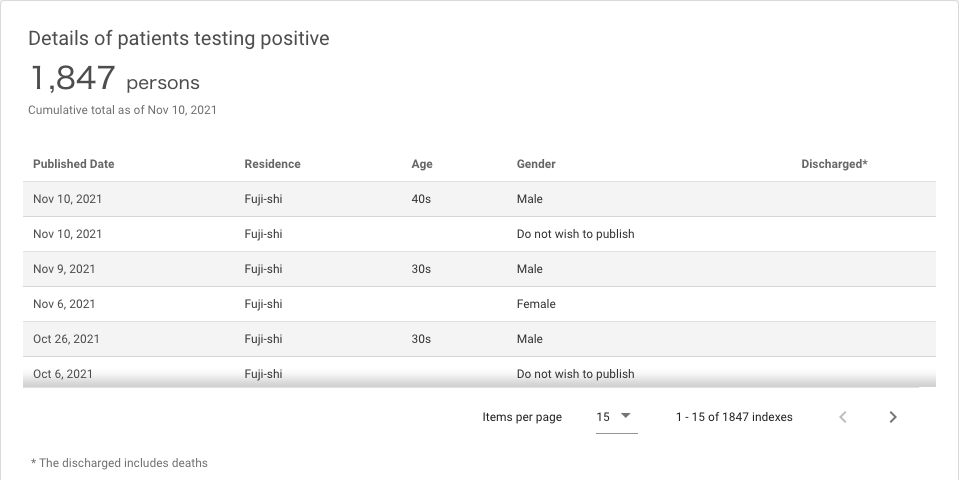 Details of patients testing positive
1,847 persons
Cumulative total as of Nov 10, 2021
Published Date Residence Age Gender Discharged*
Nov 10, 2021 Fuji-shi 40s Male
Nov 10, 2021 Fuji-shi Do not wish to publish
Nov 9, 2021 Fuji-shi 30s Male
Nov 6, 2021 Fuji-shi Female
Oct 26, 2021 Fuji-shi 30s Male
Oct 6, 2021 Fuji-shi Do not wish to publish
Items per page 15 1 - 15 of 1847 indexes
* The discharged includes deaths